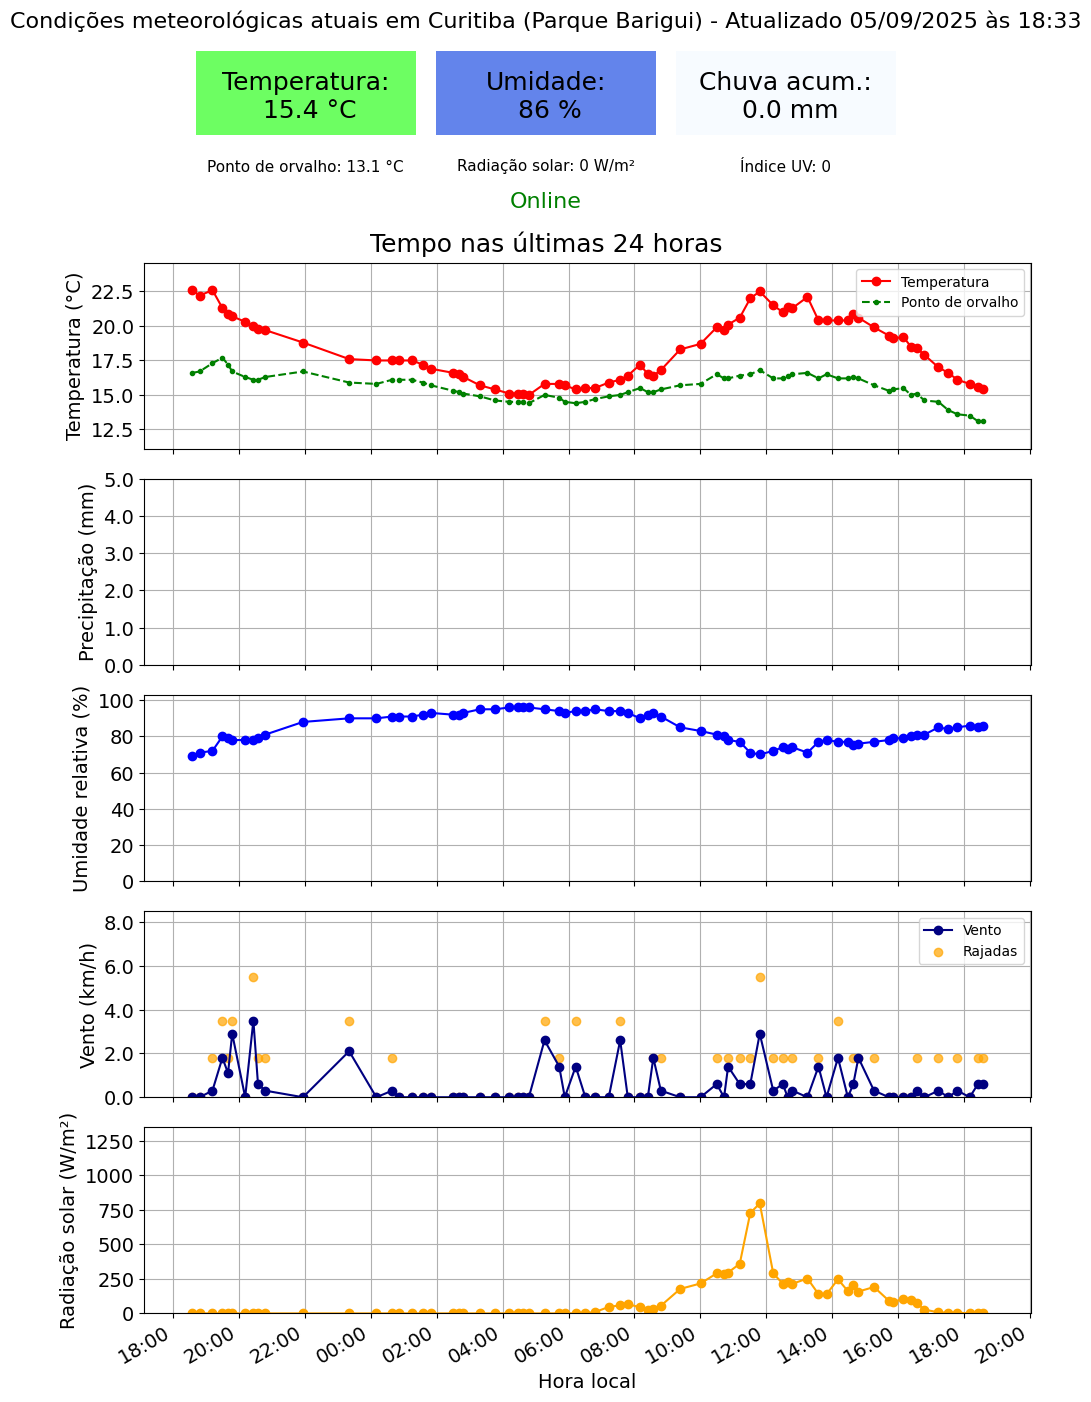 Condições meteorológicas atuais em Curitiba (Parque Barigui) - Atualizado 05/09/2025 às 18:33
Temperatura:
15.4 °C
Umidade:
86 %
Chuva acum.:
0.0 mm
Ponto de orvalho: 13.1 °C
Radiação solar: 0 W/m²
Índice UV: 0
Online
Tempo nas últimas 24 horas
Temperatura (°C)
22.5
20.0
17.5
15.0
12.5
Temperatura
Ponto de orvalho
Precipitação (mm)
5.0
4.0
3.0
2.0
1.0
0.0
Umidade relativa (%)
100
80
60
40
20
0
Vento (km/h)
8.0
6.0
4.0
2.0
0.0
Vento
Rajadas
Radiação solar (W/m²)
1250
1000
750
500
250
0
18:00
20:00
22:00
00:00
02:00
04:00
06:00
08:00
10:00
12:00
14:00
16:00
18:00
20:00
Hora local